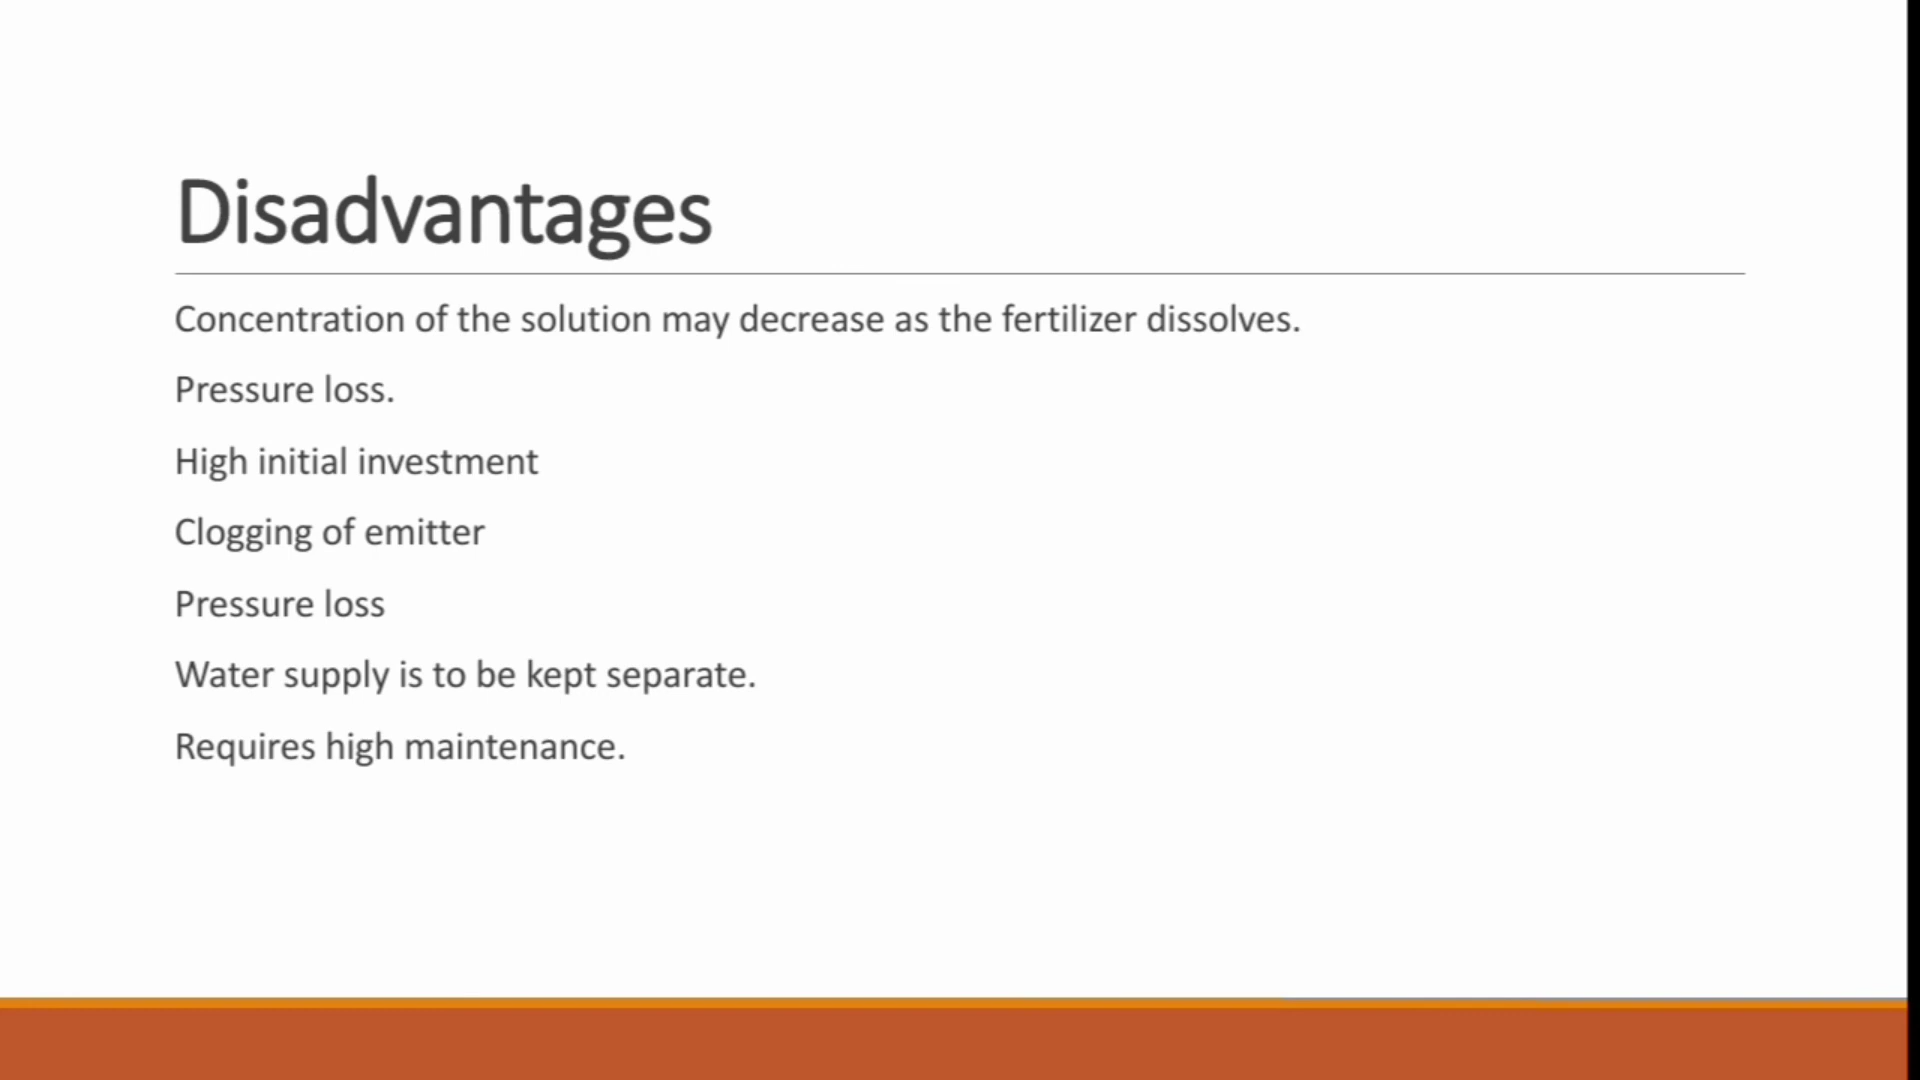 Disadvantages
Concentration of the solution may decrease as the fertilizer dissolves.
Pressure loss.
High initial investment
Clogging of emitter
Pressure loss
Water supply is to be kept separate.
Requires high maintenance.